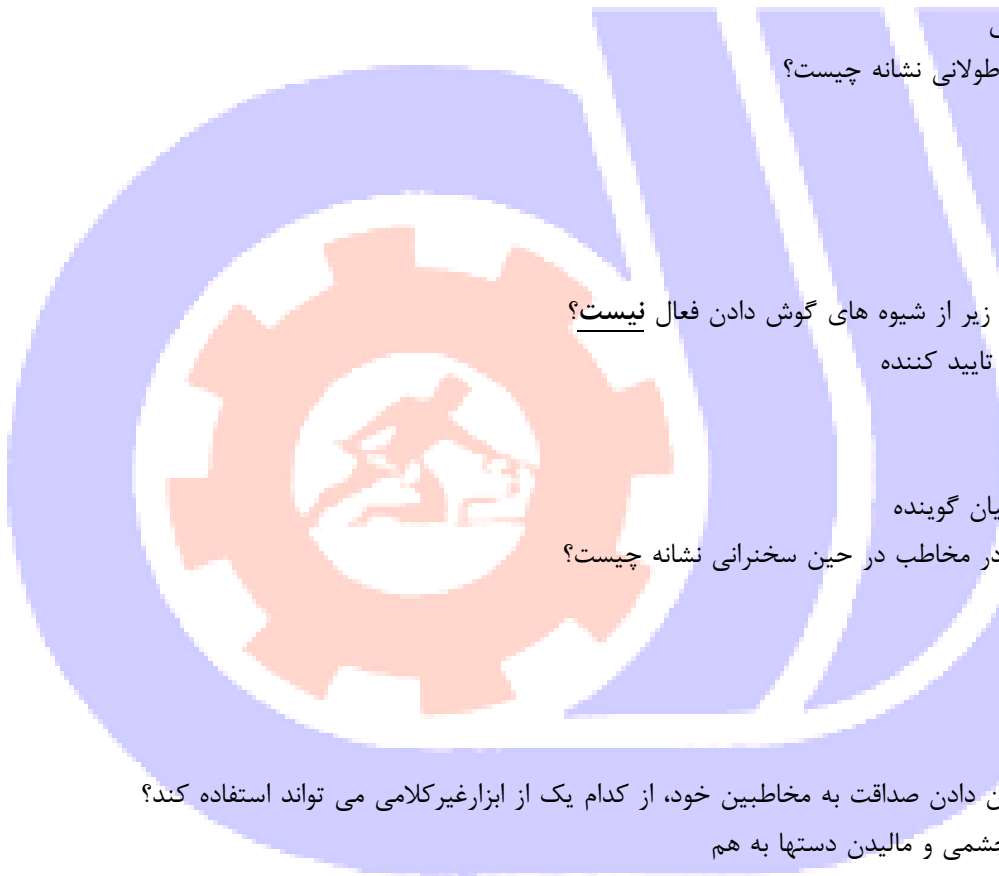 طولانی نشانه چیست؟
زیر از شیوه های گوش دادن فعال نیست؟
تایید کننده
گوینده
در مخاطب در حین سخنرانی نشانه چیست؟
دادن صداقت به مخاطبین خود، از کدام یک از ابزارغیرکلامی می تواند استفاده کند؟
و مالیدن دستها به هم